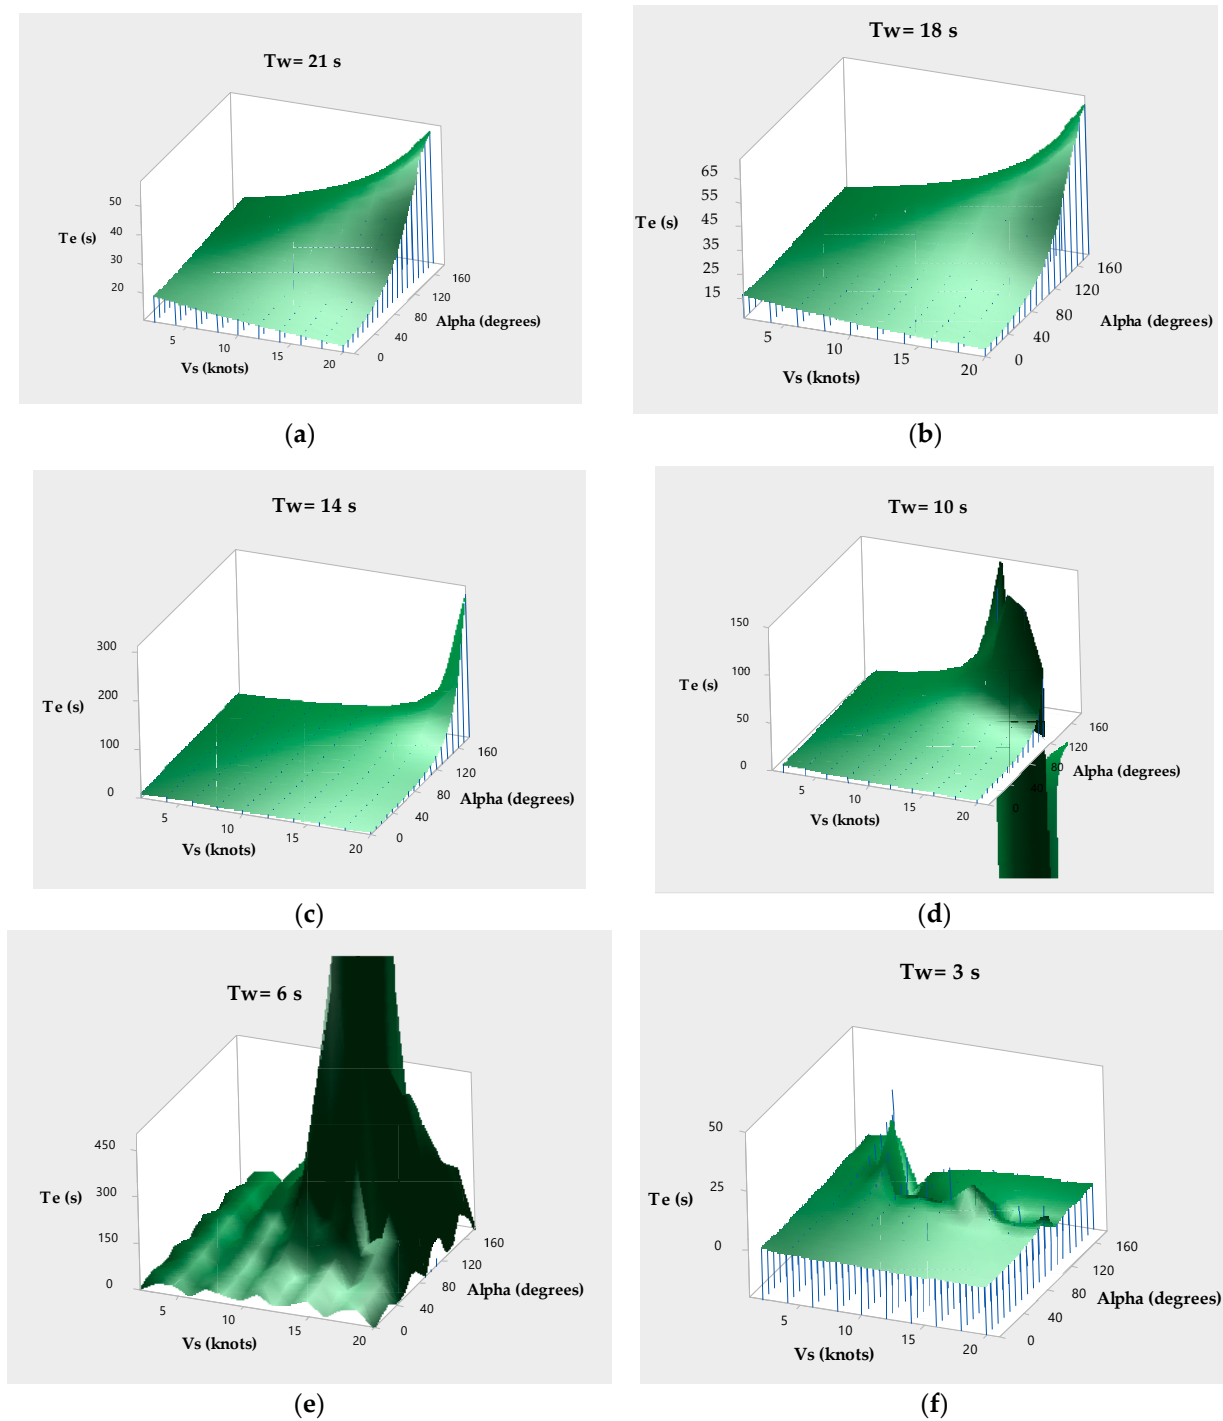 Tw= 21 s
50
40
Te (s)
30
20
160
120
80
Alpha (degrees)
40
0
5
10
15
20
Vs (knots)
(a)
Tw= 18 s
65
55
Te (s)
45
35
25
15
160
120
80
Alpha (degrees)
40
0
5
10
15
20
Vs (knots)
(b)
Tw= 14 s
300
200
Te (s)
100
0
160
120
80
Alpha (degrees)
40
0
5
10
15
20
Vs (knots)
(c)
Tw= 10 s
150
100
Te (s)
50
0
160
120
80
Alpha (degrees)
40
0
5
10
15
20
Vs (knots)
(d)
Tw= 6 s
450
300
Te (s)
150
0
160
120
80
Alpha (degrees)
40
0
5
10
15
20
Vs (knots)
(e)
Tw= 3 s
50
25
Te (s)
0
160
120
80
Alpha (degrees)
40
0
5
10
15
20
Vs (knots)
(f)